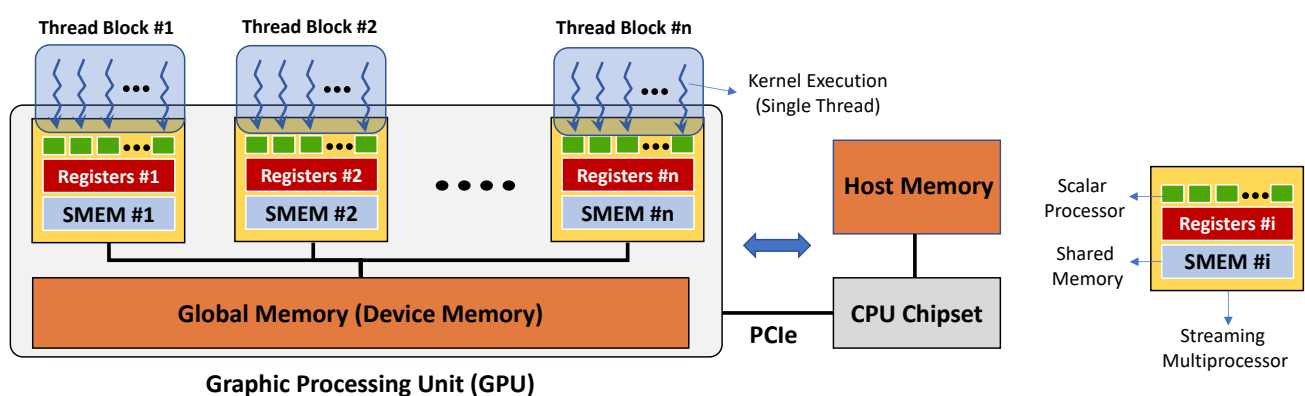 Thread Block #1
Thread Block #2
Thread Block #n
Kernel Execution
(Single Thread)
Registers #1
Registers #2
Registers #n
SMEM #1
SMEM #2
SMEM #n
Global Memory (Device Memory)
Graphic Processing Unit (GPU)
Host Memory
PCIe
CPU Chipset
Scalar
Processor
Registers #i
Shared
Memory
SMEM #i
Streaming
Multiprocessor